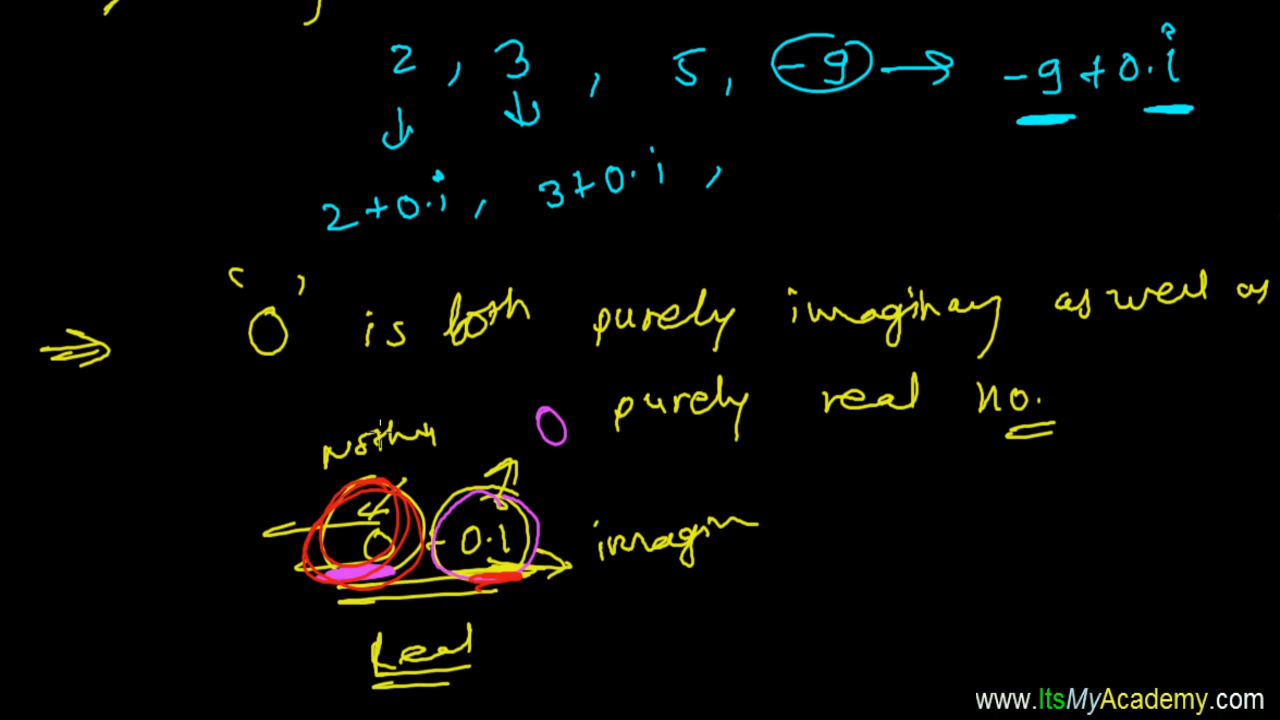 2 , 3 , 5 , -9 → -9 + 0.i
2+0.i , 3+0.i ,
⇒ '0' is both purely imaginary as well as
purely real no.
0
0 - 0.i imagin
Real
www.ItsMyAcademy.com